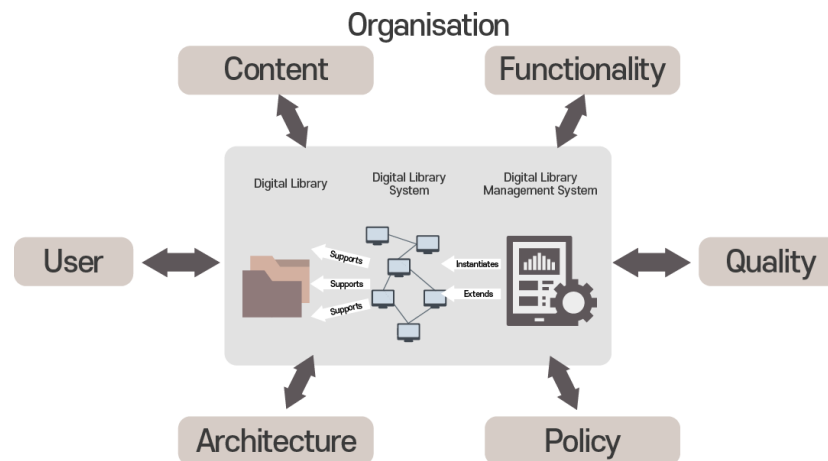 Organisation
Content
Functionality
Digital Library
Digital Library
System
Digital Library
Management System
User
Supports
Supports
Supports
Instantiates
Extends
Quality
Architecture
Policy